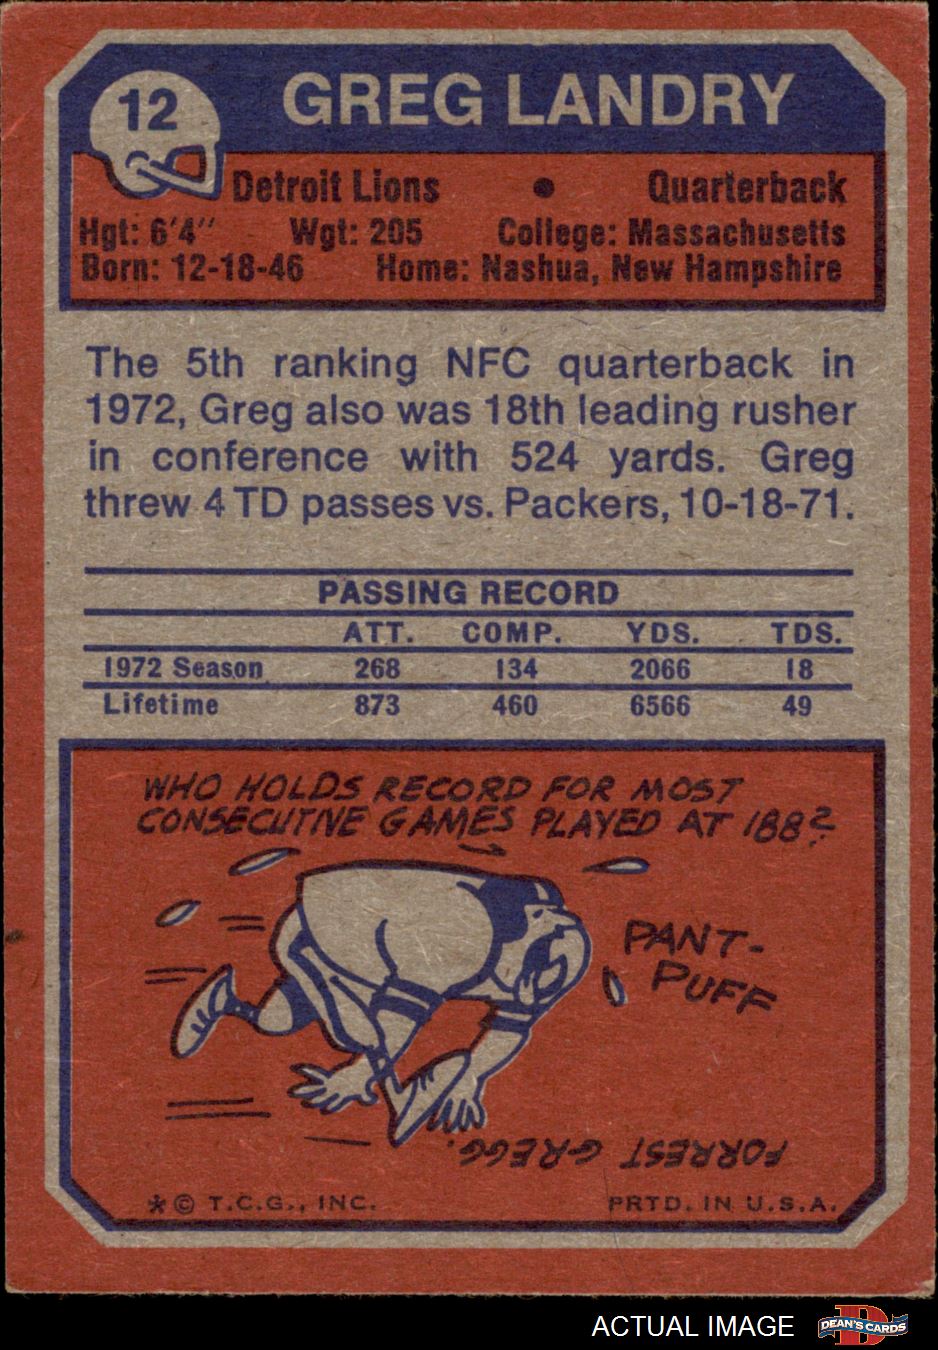 12
GREG LANDRY
Detroit Lions • Quarterback
Hgt: 6'4" Wgt: 205 College: Massachusetts
Born: 12-18-46 Home: Nashua, New Hampshire
The 5th ranking NFC quarterback in
1972, Greg also was 18th leading rusher
in conference with 524 yards. Greg
threw 4 TD passes vs. Packers, 10-18-71.
PASSING RECORD
ATT. COMP. YDS. TDS.
1972 Season 268 134 2066 18
Lifetime 873 460 6566 49
WHO HOLDS RECORD FOR MOST
CONSECUTIVE GAMES PLAYED AT 188?
PANT-
PUFF
FORREST GREGG.
* © T.C.G., INC. PRTD. IN U.S.A.
ACTUAL IMAGE
DEAN'S CARDS